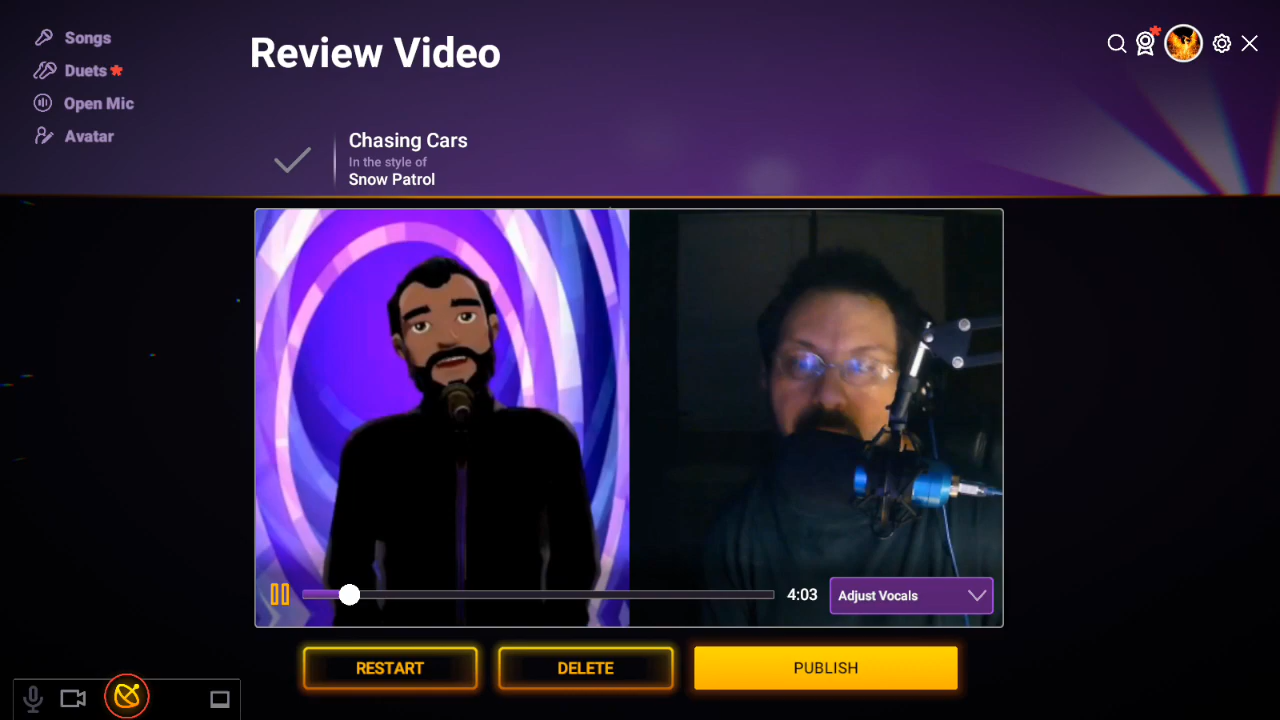 Songs
Duets
Open Mic
Avatar
Review Video
Chasing Cars
In the style of
Snow Patrol
4:03
Adjust Vocals
RESTART
DELETE
PUBLISH